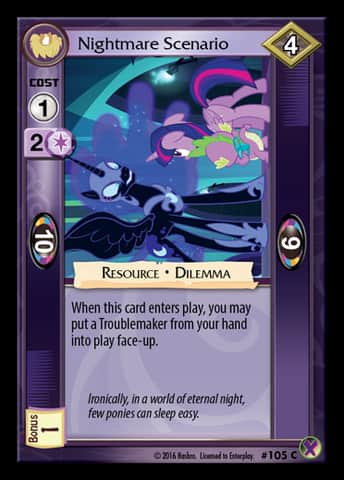 Nightmare Scenario
4
COST
1
2
10
9
RESOURCE • DILEMMA
When this card enters play, you may
put a Troublemaker from your hand
into play face-up.
Ironically, in a world of eternal night,
few ponies can sleep easy.
Bonus
1
© 2016 Hasbro. Licensed to Enterplay. #105 C